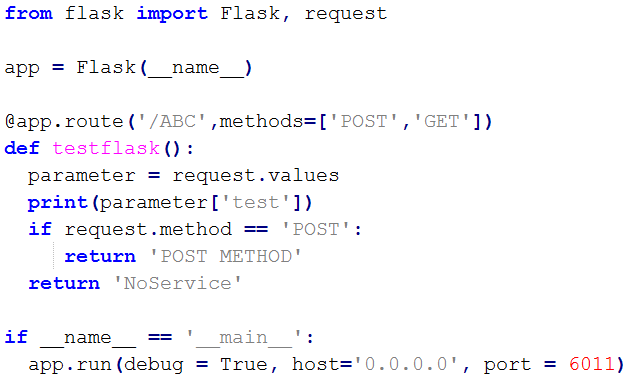 from flask import Flask, request

app = Flask(__name__)

@app.route('/ABC',methods=['POST','GET'])
def testflask():
  parameter = request.values
  print(parameter['test'])
  if request.method == 'POST':
     return 'POST METHOD'
  return 'NoService'

if __name__ == '__main__':
  app.run(debug = True, host='0.0.0.0', port = 6011)